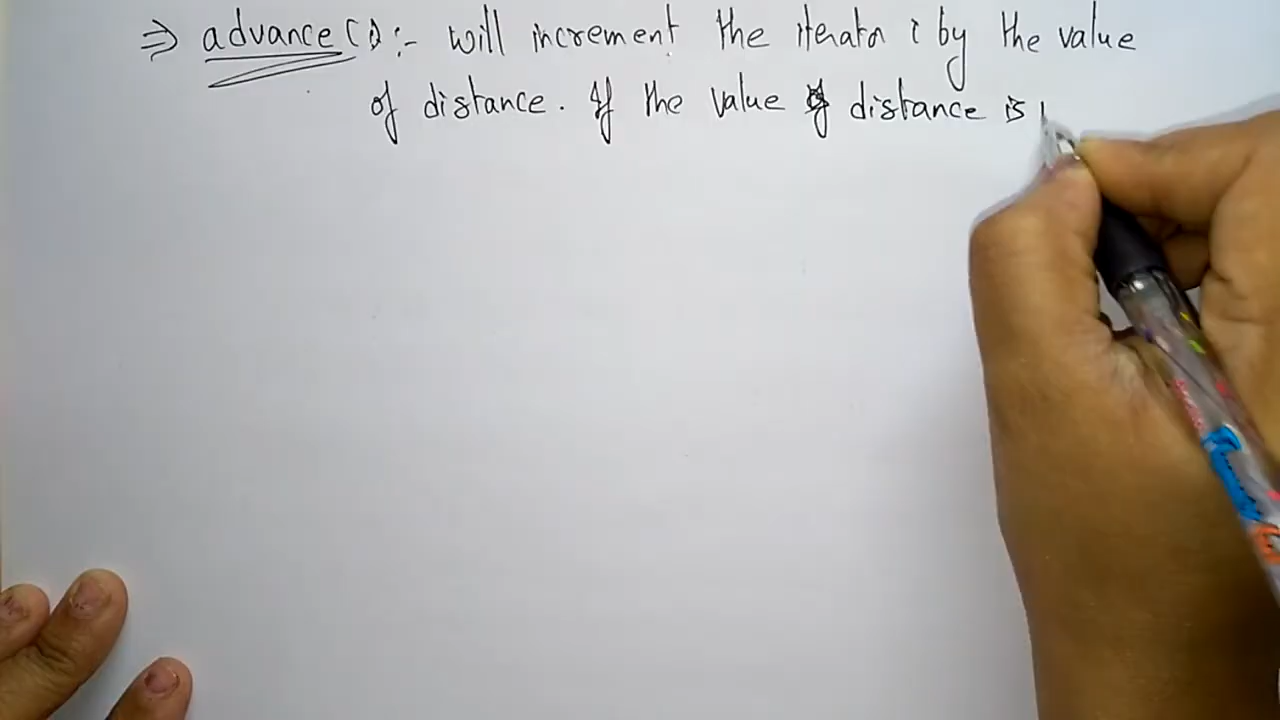 ⇒ advance():- will increment the iterator i by the value
of distance. If the value of distance is